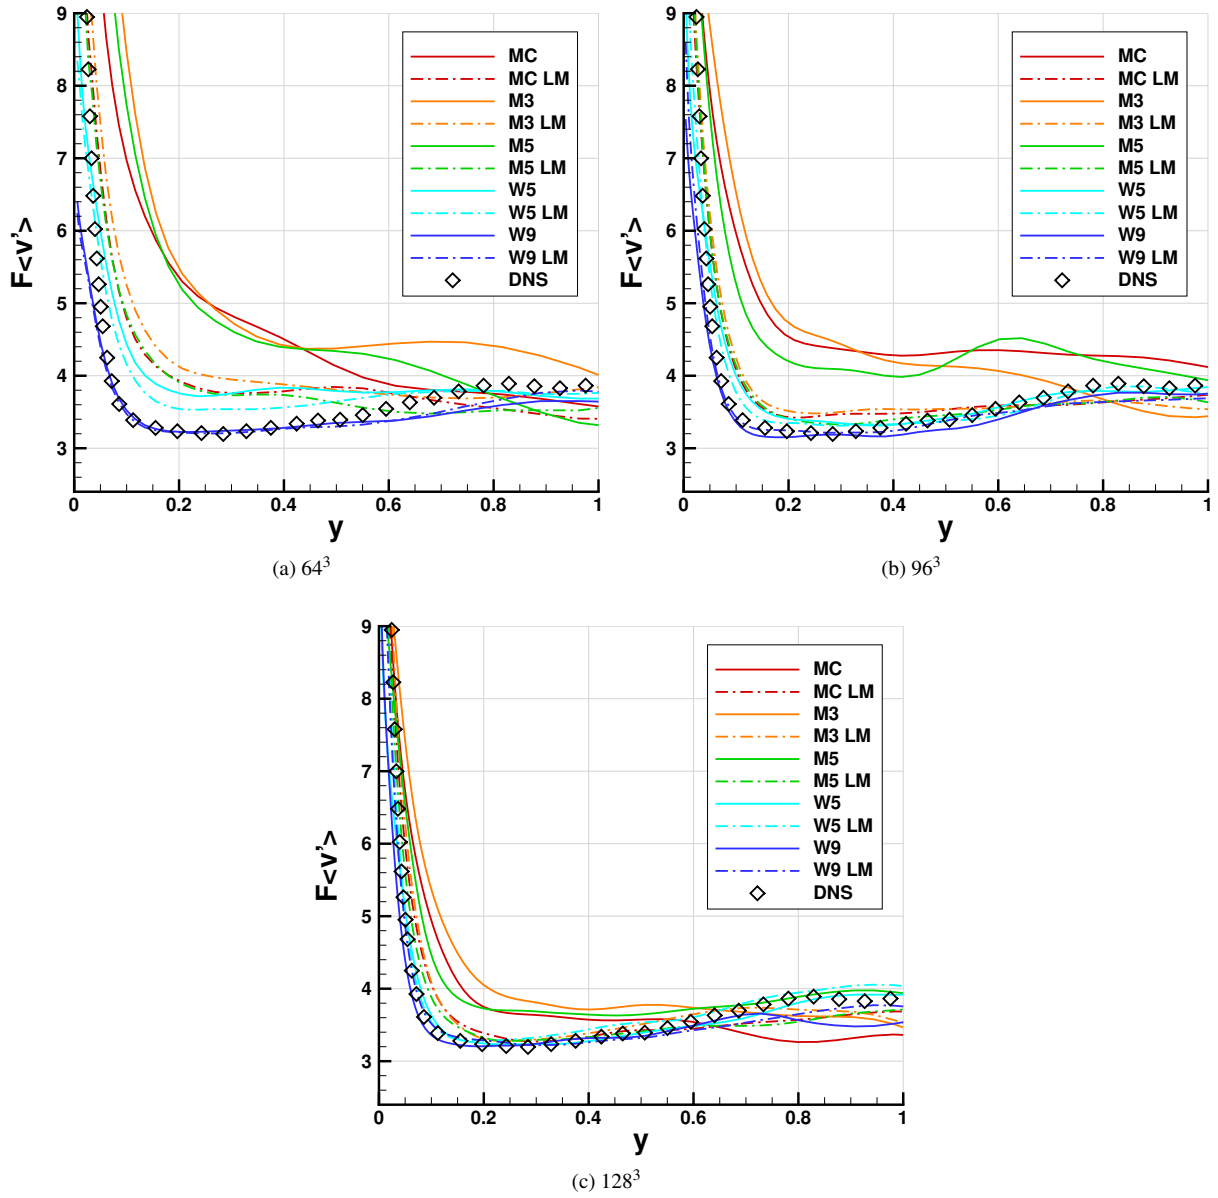 9
8
7
6
5
4
3
F<v'>
0
0.2
0.4
0.6
0.8
1
y
MC
MC LM
M3
M3 LM
M5
M5 LM
W5
W5 LM
W9
W9 LM
DNS
(a) 64³
9
8
7
6
5
4
3
F<v'>
0
0.2
0.4
0.6
0.8
1
y
MC
MC LM
M3
M3 LM
M5
M5 LM
W5
W5 LM
W9
W9 LM
DNS
(b) 96³
9
8
7
6
5
4
3
F<v'>
0
0.2
0.4
0.6
0.8
1
y
MC
MC LM
M3
M3 LM
M5
M5 LM
W5
W5 LM
W9
W9 LM
DNS
(c) 128³